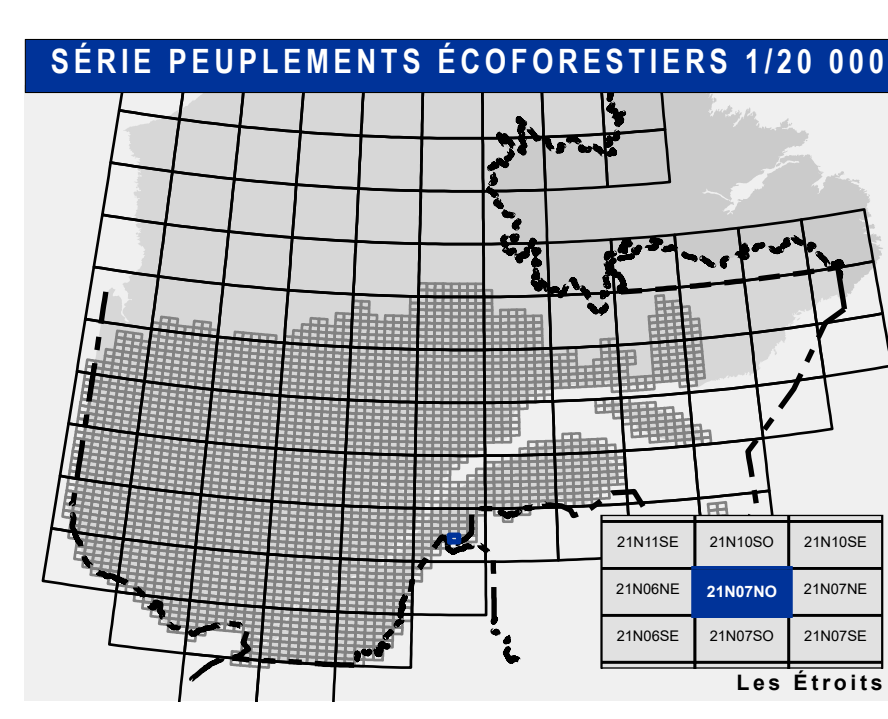 SÉRIE PEUPLEMENTS ÉCOFORESTIERS 1/20 000
21N11SE 21N10SO 21N10SE
21N06NE 21N07NO 21N07NE
21N06SE 21N07SO 21N07SE
Les Étroits